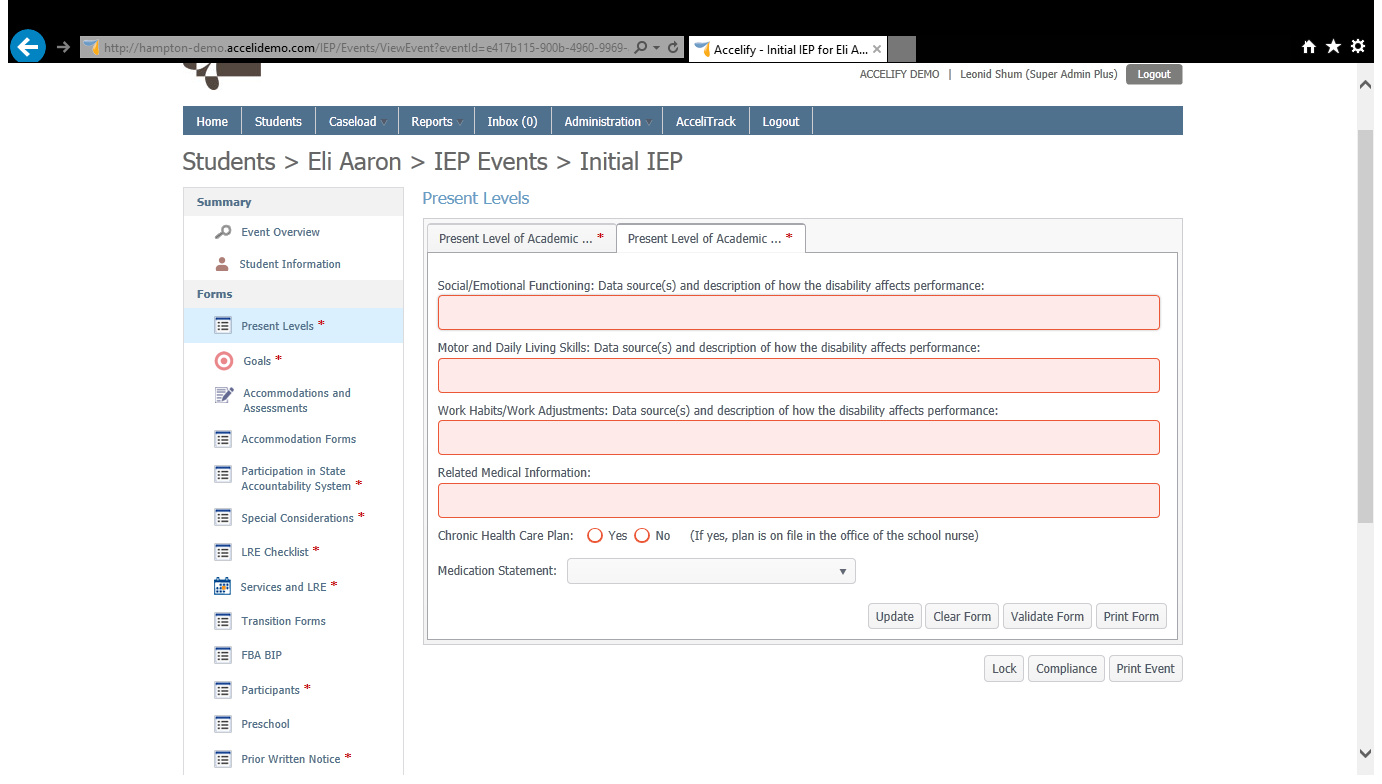 http://hampton-demo.accelidemo.com/IEP/Events/ViewEvent?eventId=e417b115-900b-4960-9969-
Accelify - Initial IEP for Eli A...
ACCELIFY DEMO | Leonid Shum (Super Admin Plus) Logout
Home Students Caseload Reports Inbox (0) Administration AcceliTrack Logout
Students > Eli Aaron > IEP Events > Initial IEP
Summary
Event Overview
Student Information
Forms
Present Levels *
Goals *
Accommodations and
Assessments
Accommodation Forms
Participation in State
Accountability System *
Special Considerations *
LRE Checklist *
Services and LRE *
Transition Forms
FBA BIP
Participants *
Preschool
Prior Written Notice *
Present Levels
Present Level of Academic ... * Present Level of Academic ... *
Social/Emotional Functioning: Data source(s) and description of how the disability affects performance:
Motor and Daily Living Skills: Data source(s) and description of how the disability affects performance:
Work Habits/Work Adjustments: Data source(s) and description of how the disability affects performance:
Related Medical Information:
Chronic Health Care Plan: Yes No (If yes, plan is on file in the office of the school nurse)
Medication Statement:
Update Clear Form Validate Form Print Form
Lock Compliance Print Event